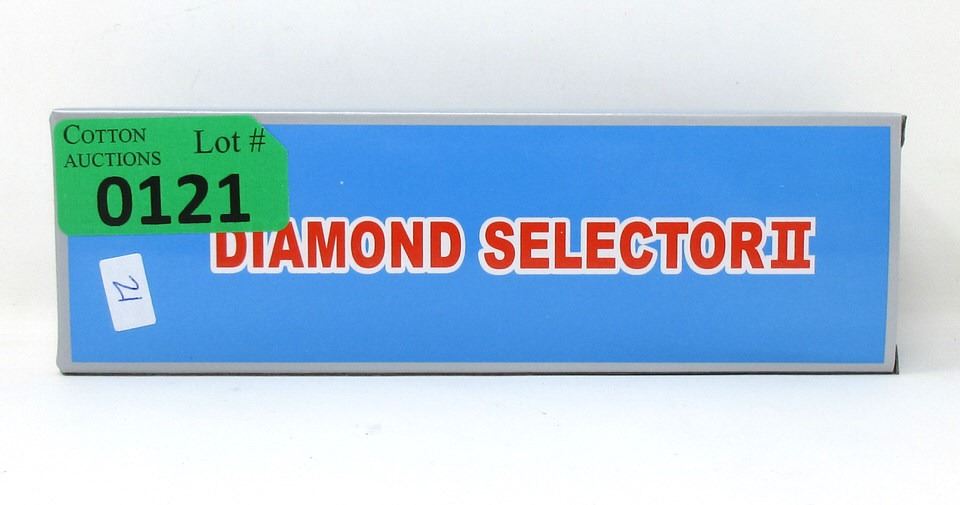 COTTON
AUCTIONS
Lot #
0121
DIAMOND SELECTOR II
21